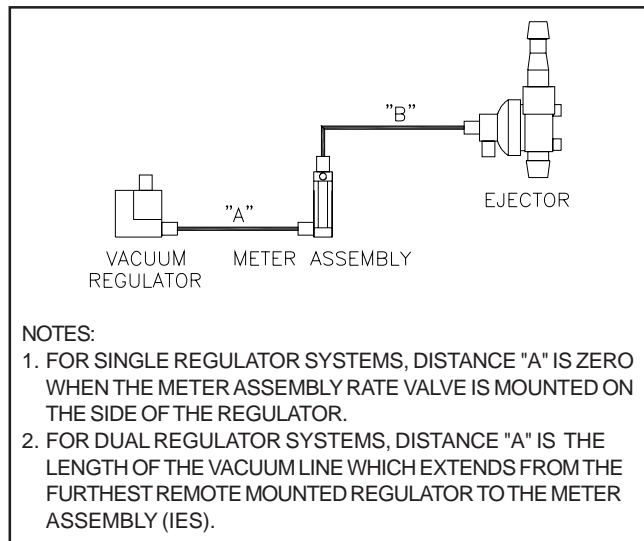 "B"
EJECTOR
"A"
VACUUM REGULATOR
METER ASSEMBLY
NOTES:
1. FOR SINGLE REGULATOR SYSTEMS, DISTANCE "A" IS ZERO
WHEN THE METER ASSEMBLY RATE VALVE IS MOUNTED ON
THE SIDE OF THE REGULATOR.
2. FOR DUAL REGULATOR SYSTEMS, DISTANCE "A" IS THE
LENGTH OF THE VACUUM LINE WHICH EXTENDS FROM THE
FURTHEST REMOTE MOUNTED REGULATOR TO THE METER
ASSEMBLY (IES).